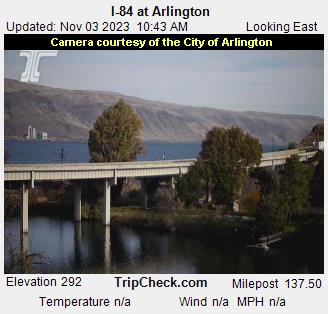 I-84 at Arlington
Updated: Nov 03 2023 10:43 AM Looking East
Camera courtesy of the City of Arlington
Elevation 292 TripCheck.com Milepost 137.50
Temperature n/a Wind n/a MPH n/a